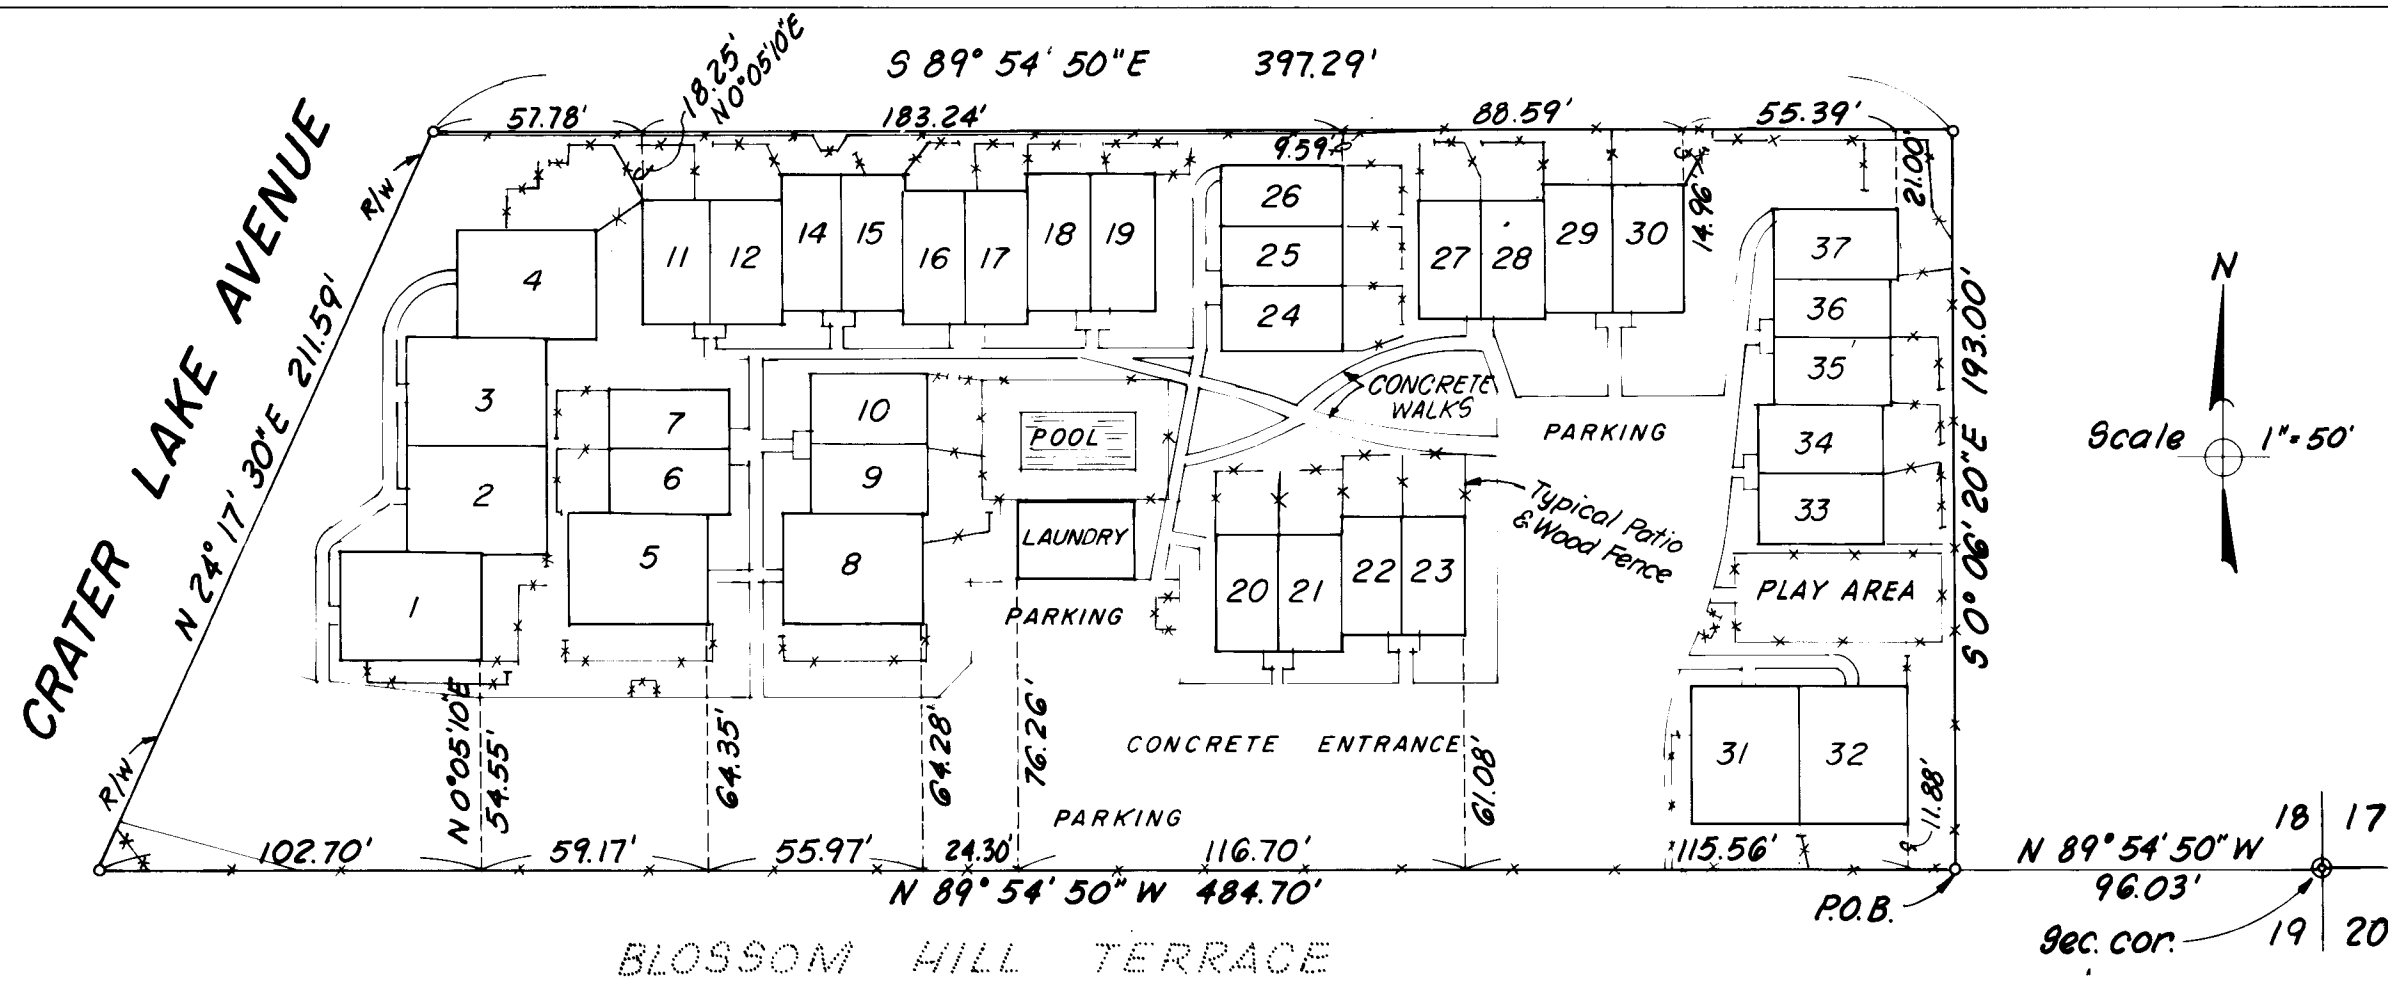 S 89° 54' 50" E 397.29'
18.25'
N 0° 05' 10" E
57.78'
183.24'
88.59'
55.39'
9.59'
14.96'
21.00'
CRATER LAKE AVENUE
R/W
N 24° 17' 30" E 211.59'
R/W
4
11
12
14
15
16
17
18
19
26
25
24
27
28
29
30
37
36
35
34
33
3
2
1
7
6
5
10
9
8
POOL
LAUNDRY
PARKING
CONCRETE
WALKS
PARKING
20
21
22
23
Typical Patio
& Wood Fence
PLAY AREA
31
32
S 0° 06' 20" E 193.00'
N
Scale 1" = 50'
N 0° 05' 10" E
54.55'
64.35'
64.28'
76.26'
61.08'
11.88'
CONCRETE ENTRANCE
PARKING
102.70'
59.17'
55.97'
24.30'
116.70'
115.56'
N 89° 54' 50" W 484.70'
P.O.B.
N 89° 54' 50" W
96.03'
18 17
19 20
Sec. cor.
BLOSSOM HILL TERRACE